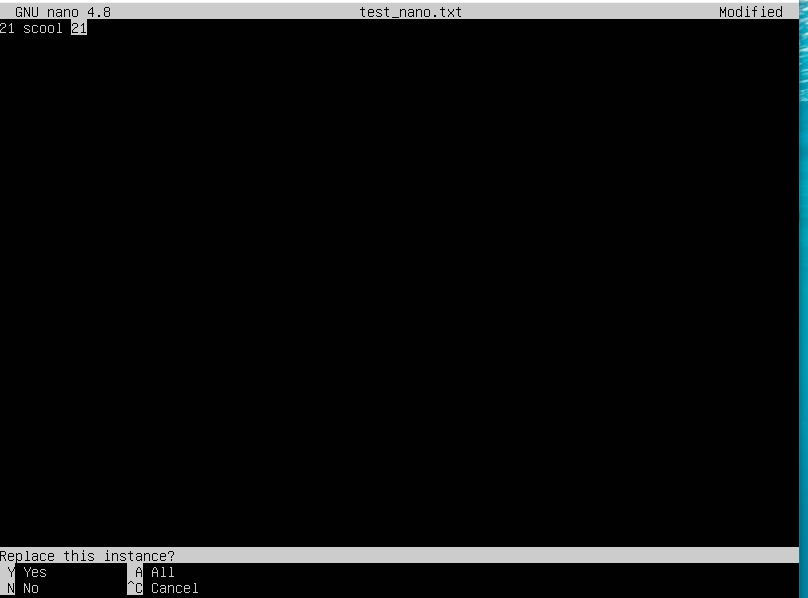 GNU nano 4.8 test_nano.txt Modified
21 scool 21
Replace this instance?
Y Yes A All
N No ^C Cancel